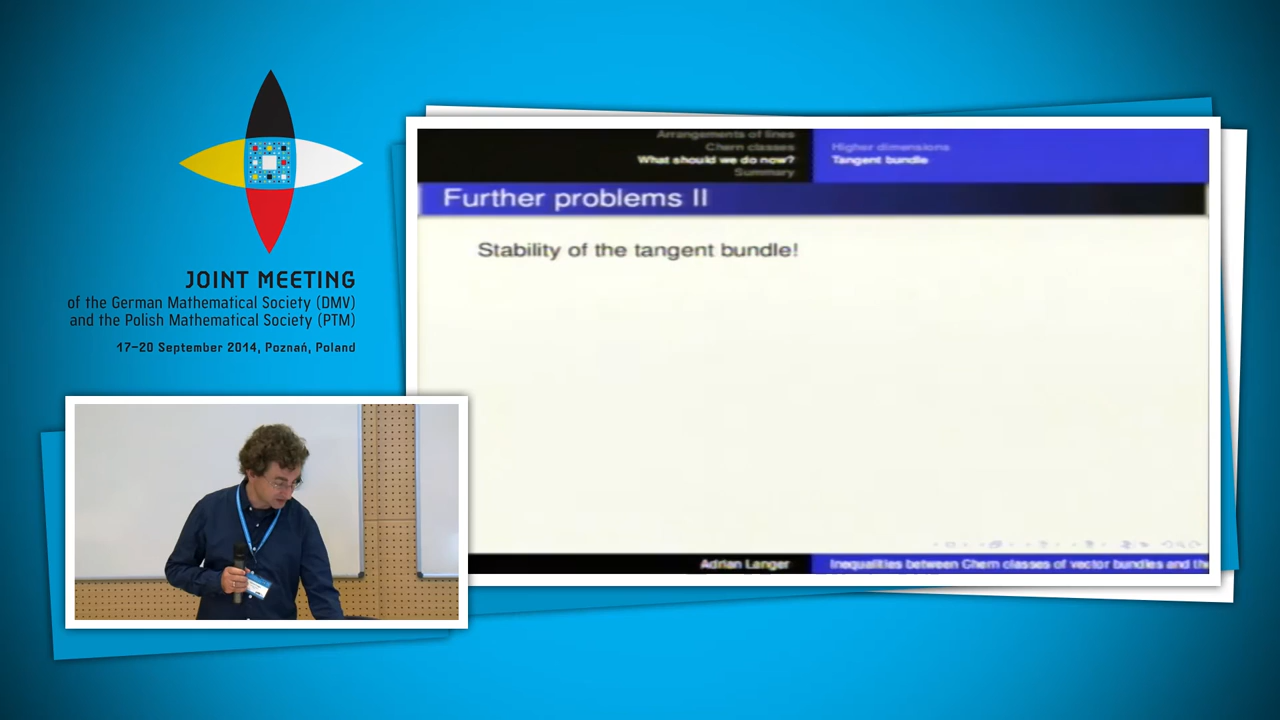 JOINT MEETING
of the German Mathematical Society (DMV)
and the Polish Mathematical Society (PTM)
17–20 September 2014, Poznań, Poland
Arrangements of lines
Chern classes
What should we do now?
Summary
Higher dimensions
Tangent bundle
Further problems II
Stability of the tangent bundle!
Adrian Langer
Inequalities between Chern classes of vector bundles and th